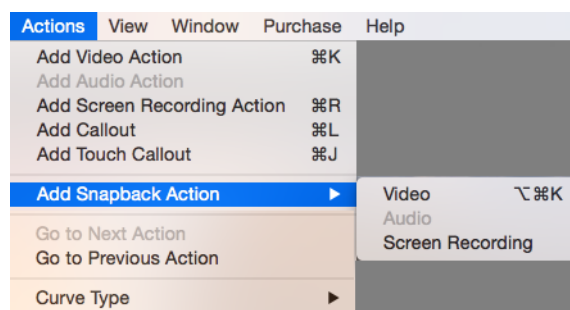 Actions View Window Purchase Help
Add Video Action ⌘K
Add Audio Action
Add Screen Recording Action ⌘R
Add Callout ⌘L
Add Touch Callout ⌘J
Add Snapback Action ▶
Video ⌥⌘K
Audio
Screen Recording
Go to Next Action
Go to Previous Action
Curve Type ▶